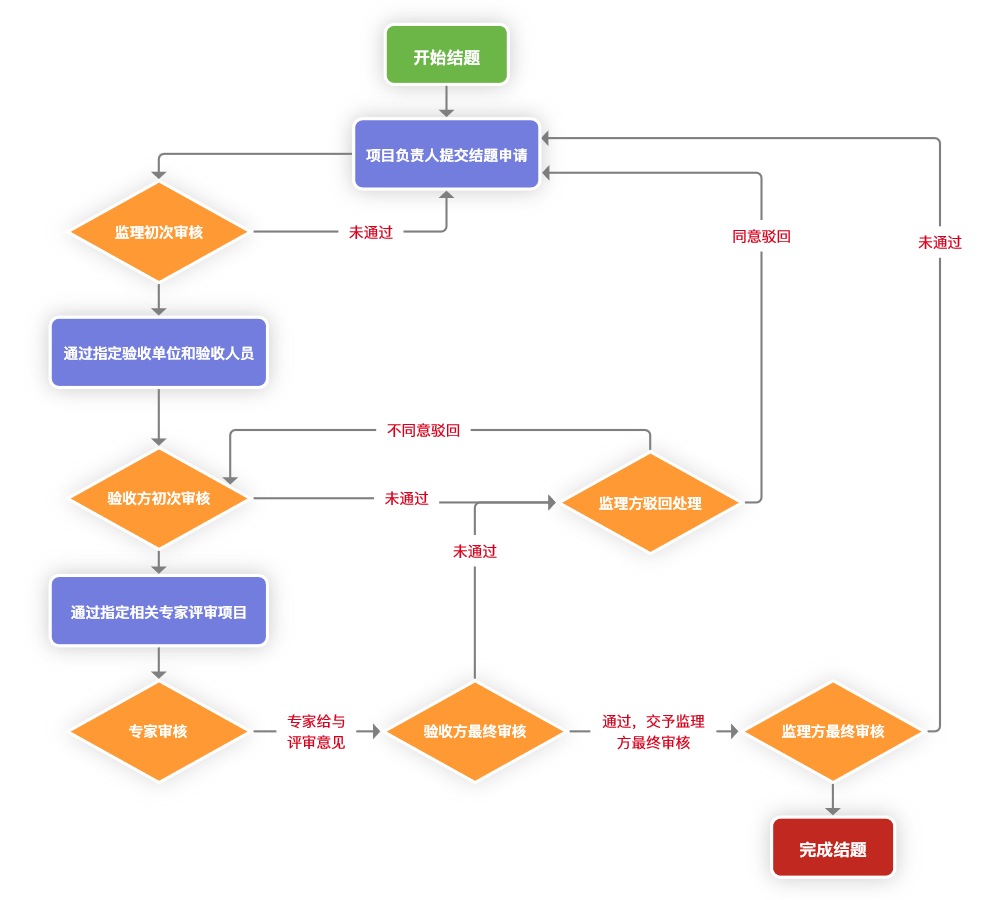 开始结题
项目负责人提交结题申请
监理初次审核
未通过
同意驳回
未通过
通过指定验收单位和验收人员
不同意驳回
验收方初次审核
未通过
监理方驳回处理
未通过
通过指定相关专家评审项目
专家审核
专家给与
评审意见
验收方最终审核
通过，交予监理
方最终审核
监理方最终审核
完成结题